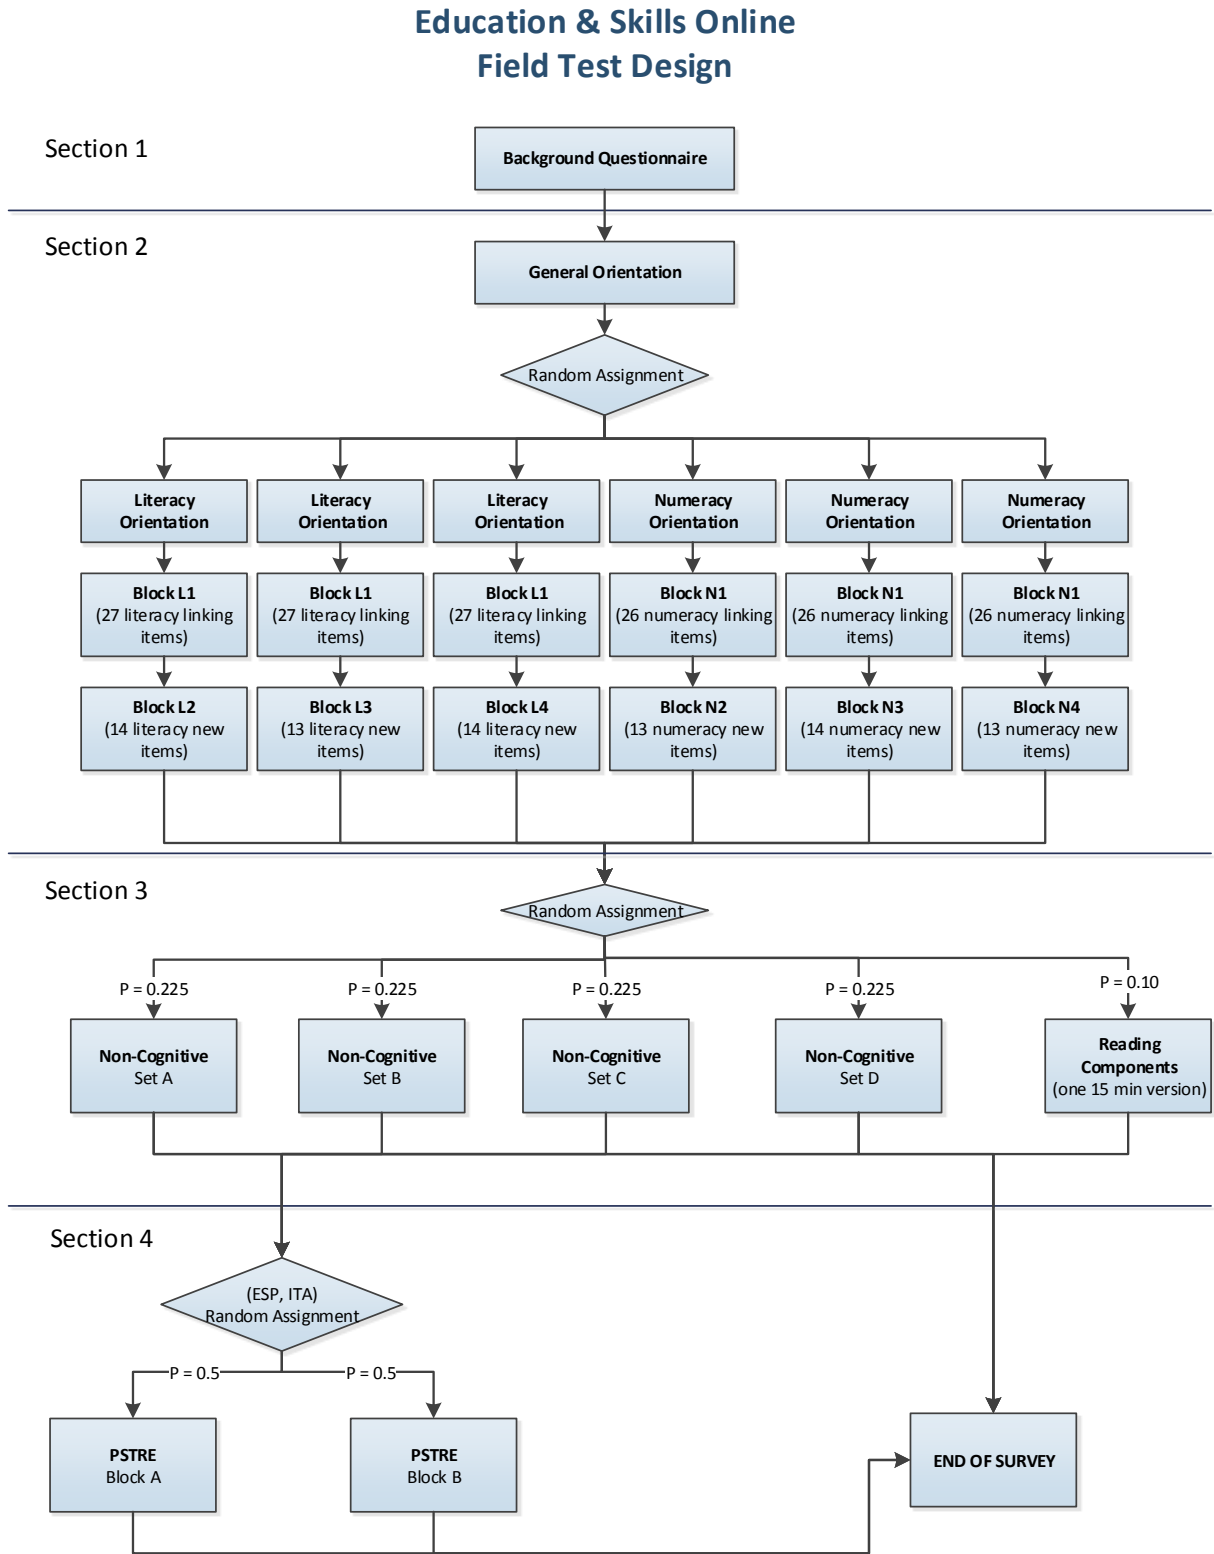 Education & Skills Online
Field Test Design
Section 1
Background Questionnaire
Section 2
General Orientation
Random Assignment
Literacy
Orientation
Literacy
Orientation
Literacy
Orientation
Numeracy
Orientation
Numeracy
Orientation
Numeracy
Orientation
Block L1
(27 literacy linking
items)
Block L1
(27 literacy linking
items)
Block L1
(27 literacy linking
items)
Block N1
(26 numeracy linking
items)
Block N1
(26 numeracy linking
items)
Block N1
(26 numeracy linking
items)
Block L2
(14 literacy new
items)
Block L3
(13 literacy new
items)
Block L4
(14 literacy new
items)
Block N2
(13 numeracy new
items)
Block N3
(14 numeracy new
items)
Block N4
(13 numeracy new
items)
Section 3
Random Assignment
P = 0.225
P = 0.225
P = 0.225
P = 0.225
P = 0.10
Non-Cognitive
Set A
Non-Cognitive
Set B
Non-Cognitive
Set C
Non-Cognitive
Set D
Reading
Components
(one 15 min version)
Section 4
(ESP, ITA)
Random Assignment
P = 0.5
P = 0.5
PSTRE
Block A
PSTRE
Block B
END OF SURVEY